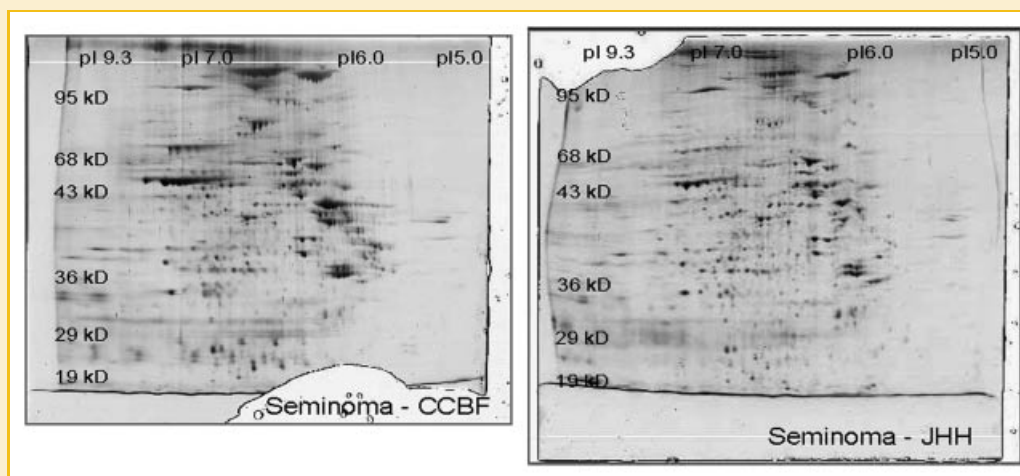 pI 9.3 pI 7.0 pI6.0 pI5.0
95 kD
68 kD
43 kD
36 kD
29 kD
19 kD
Seminoma - CCBF
pI 9.3 pI 7.0 pI6.0 pI5.0
95 kD
68 kD
43 kD
36 kD
29 kD
19 kD
Seminoma - JHH